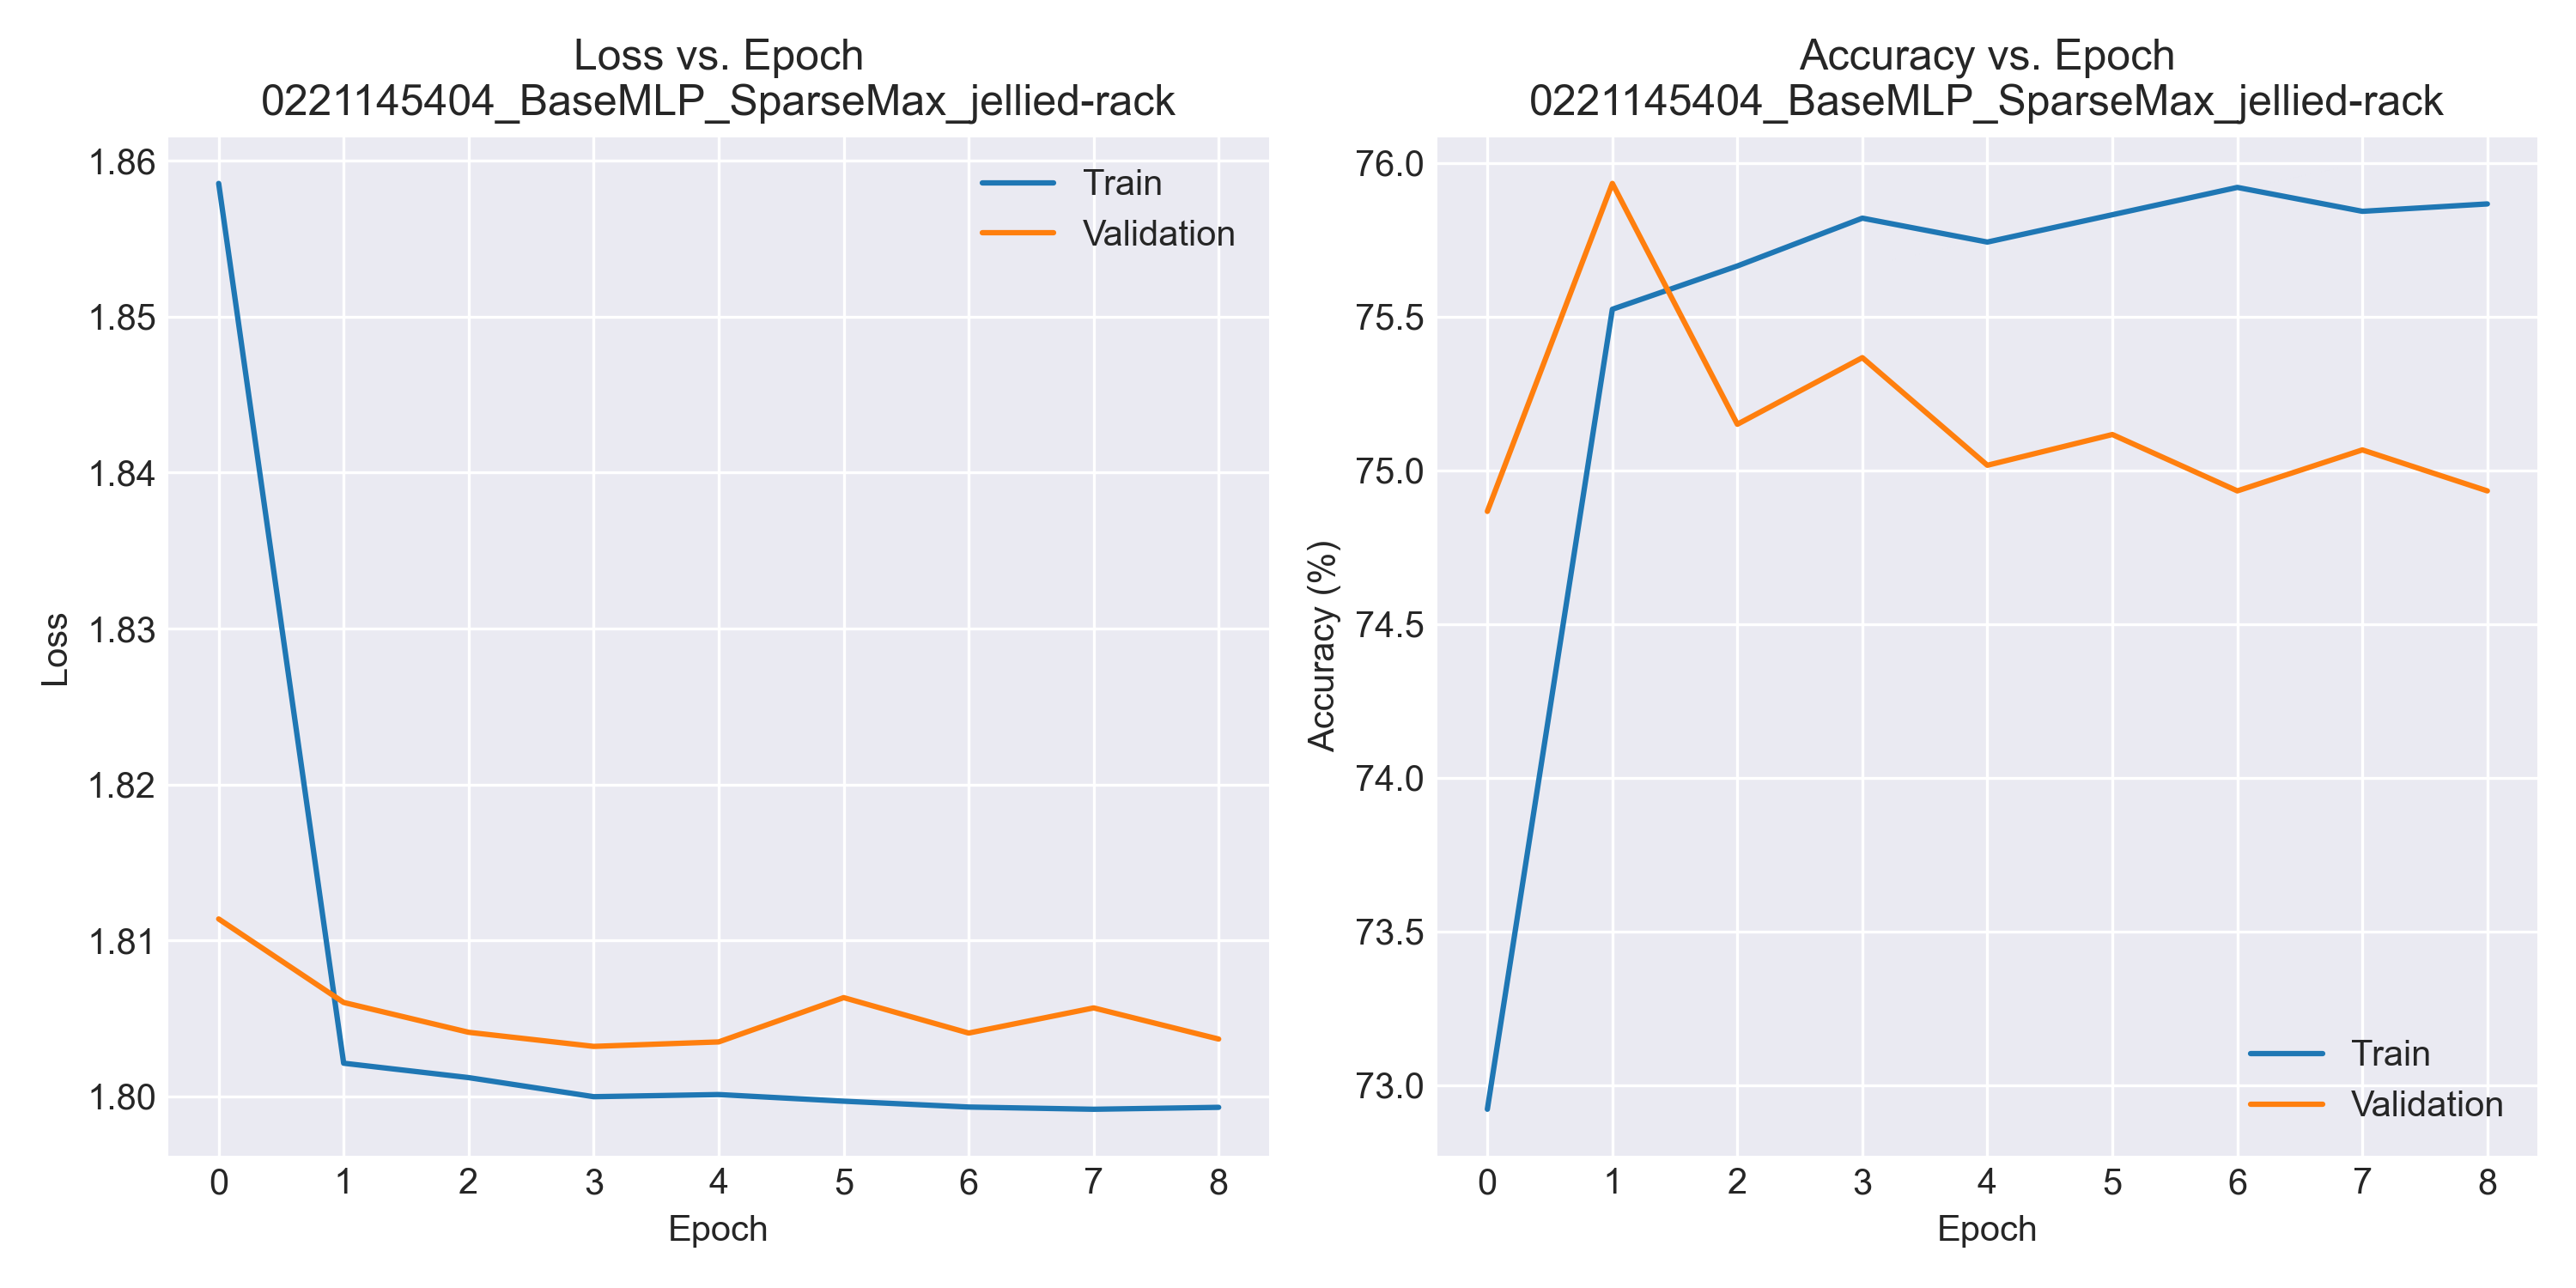 Loss vs. Epoch
0221145404_BaseMLP_SparseMax_jellied-rack
1.86
1.85
1.84
1.83
1.82
1.81
1.80
Loss
Train
Validation
0 1 2 3 4 5 6 7 8
Epoch
Accuracy vs. Epoch
0221145404_BaseMLP_SparseMax_jellied-rack
76.0
75.5
75.0
74.5
74.0
73.5
73.0
Accuracy (%)
Train
Validation
0 1 2 3 4 5 6 7 8
Epoch